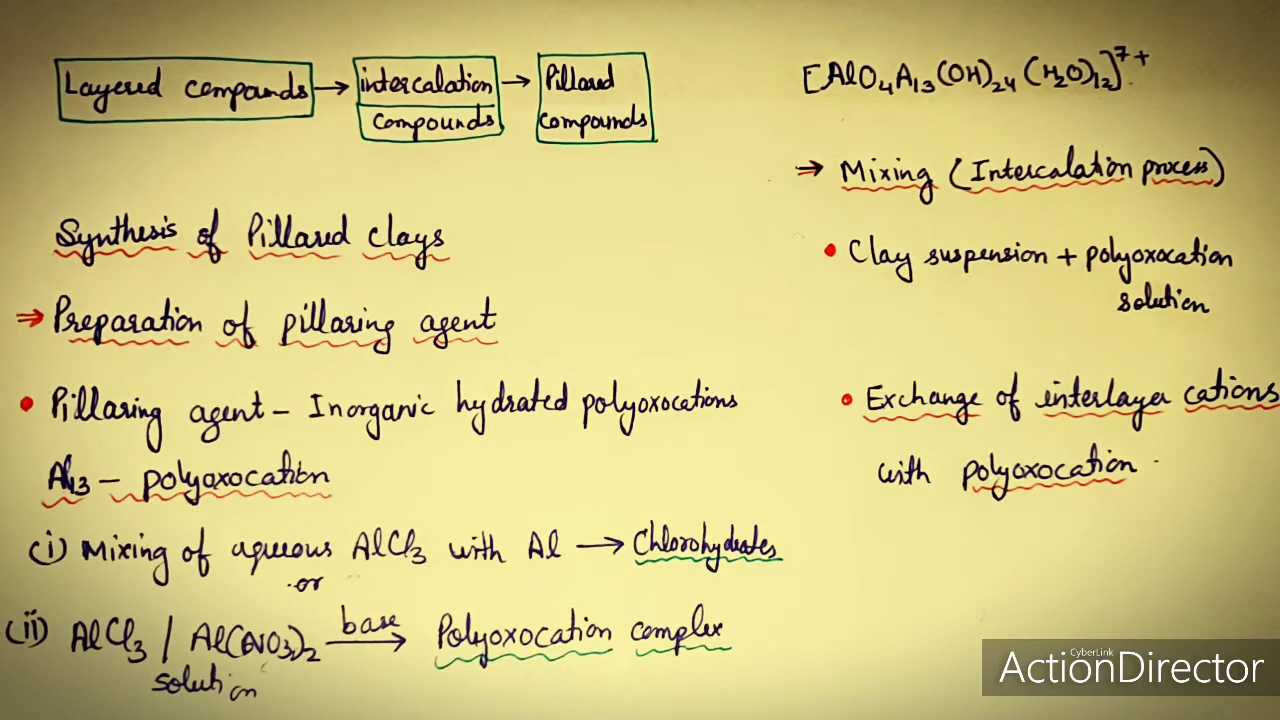 Layered compounds → intercalation compounds → Pillared compounds
Synthesis of Pillared clays
⇒ Preparation of pillaring agent
• Pillaring agent - Inorganic hydrated polyoxocations
Al13 - polyoxocation
(i) Mixing of aqueous AlCl3 with Al → Chlorohydrates
or
(ii) AlCl3 / Al(NO3)2 base → Polyoxocation complex
solution
[AlO4A13(OH)24(H2O)12]7+
→ Mixing (Intercalation process)
• Clay suspension + polyoxocation
solution
• Exchange of interlayer cations
with polyoxocation
CyberLink
ActionDirector